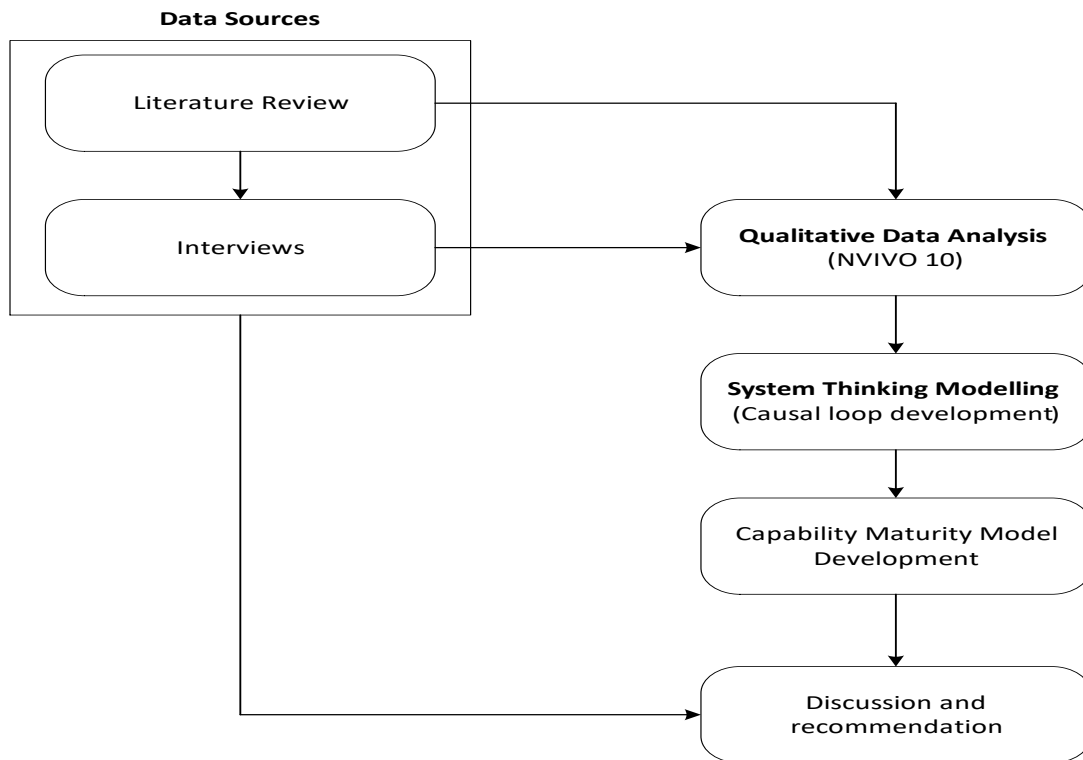 Data Sources
Literature Review
Interviews
Qualitative Data Analysis
(NVIVO 10)
System Thinking Modelling
(Causal loop development)
Capability Maturity Model
Development
Discussion and
recommendation